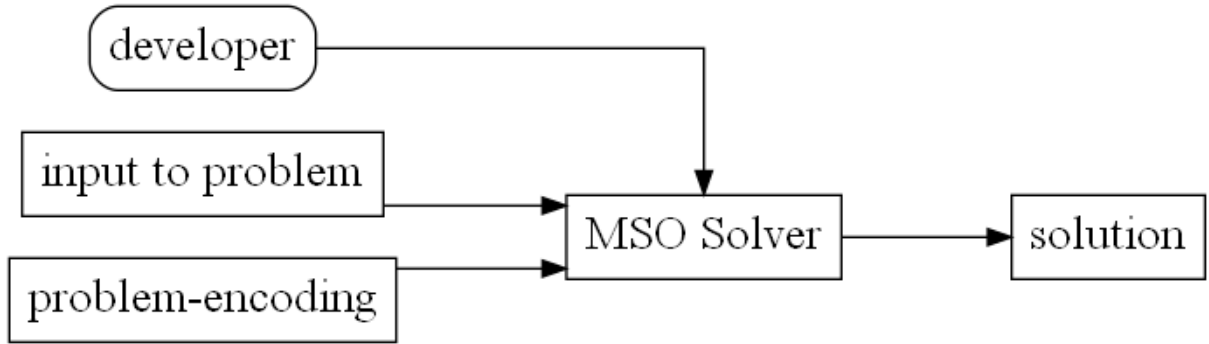 developer
input to problem
problem-encoding
MSO Solver
solution